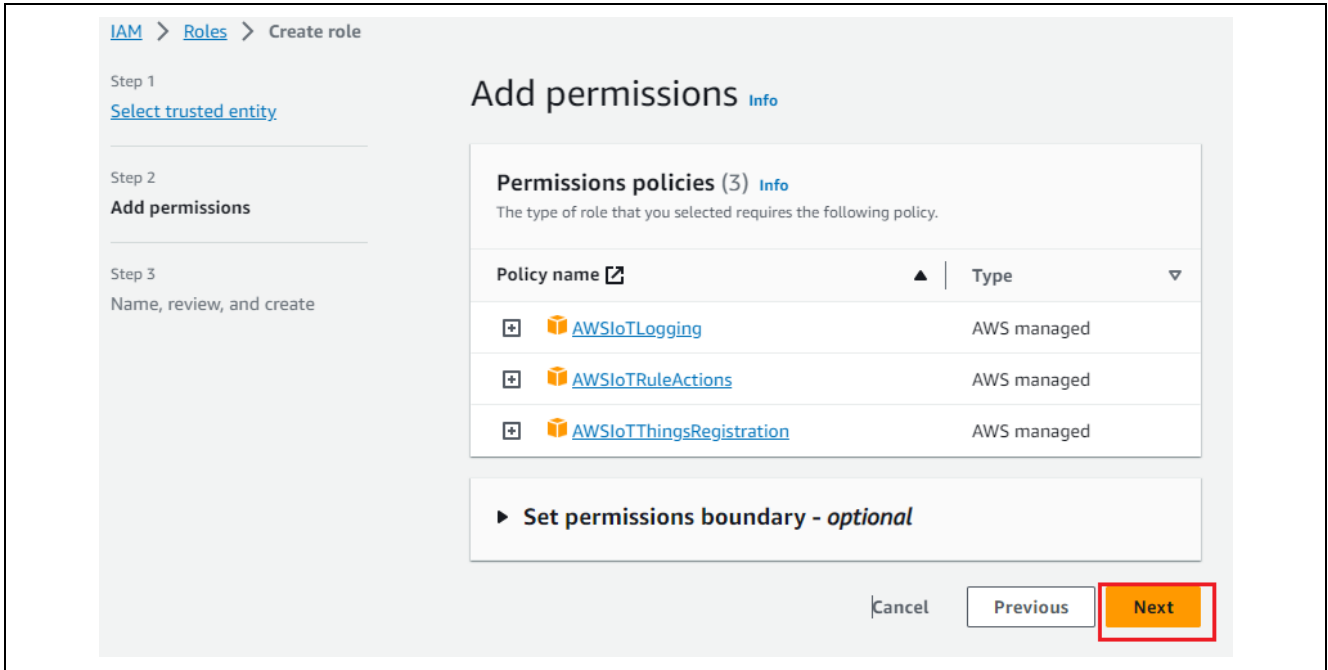 IAM > Roles > Create role
Step 1
Select trusted entity
Step 2
Add permissions
Step 3
Name, review, and create
Add permissions Info
Permissions policies (3) Info
The type of role that you selected requires the following policy.
Policy name Type
AWSIoTLogging AWS managed
AWSIoTRuleActions AWS managed
AWSIoTThingsRegistration AWS managed
Set permissions boundary - optional
Cancel Previous Next